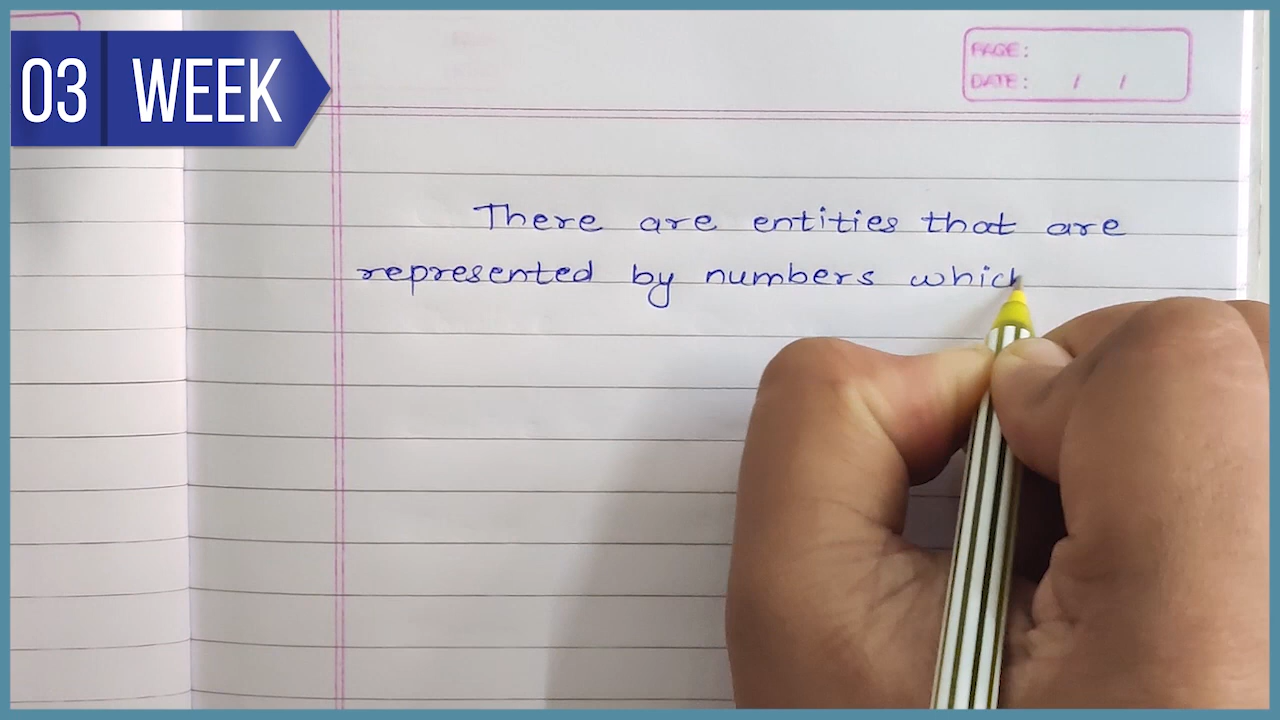 03 WEEK
PAGE:
DATE: / /
There are entities that are
represented by numbers which